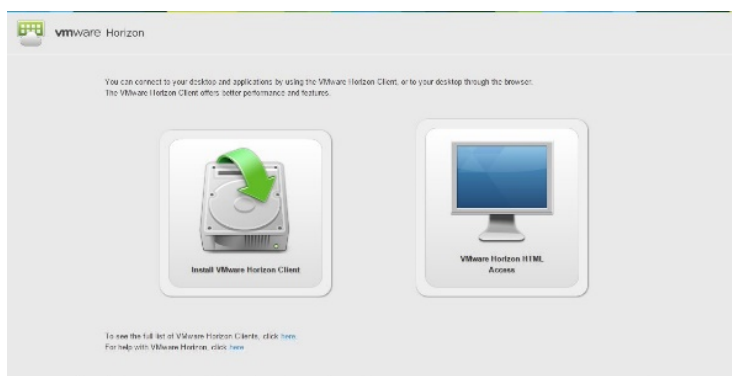 vmware Horizon
You can connect to your desktop and applications by using the VMware Horizon Client, or to your desktop through the browser.
The VMware Horizon Client offers better performance and features.
Install VMware Horizon Client
VMware Horizon HTML
Access
To see the full list of VMware Horizon Clients, click here.
For help with VMware Horizon, click here